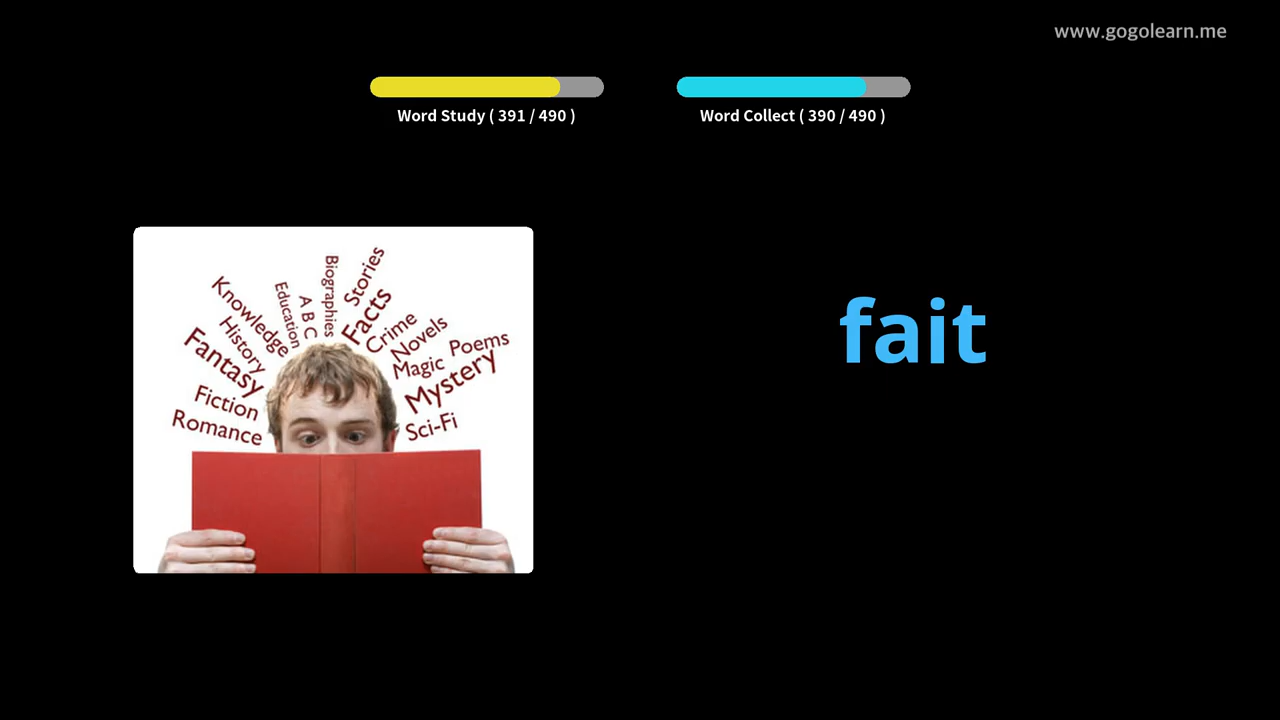 www.gogolearn.me
Word Study ( 391 / 490 )
Word Collect ( 390 / 490 )
Stories
Biographies
Facts
A B C
Education
Knowledge
Crime
History
Novels
Poems
Fantasy
Magic
Mystery
Fiction
Romance
Sci-Fi
fait